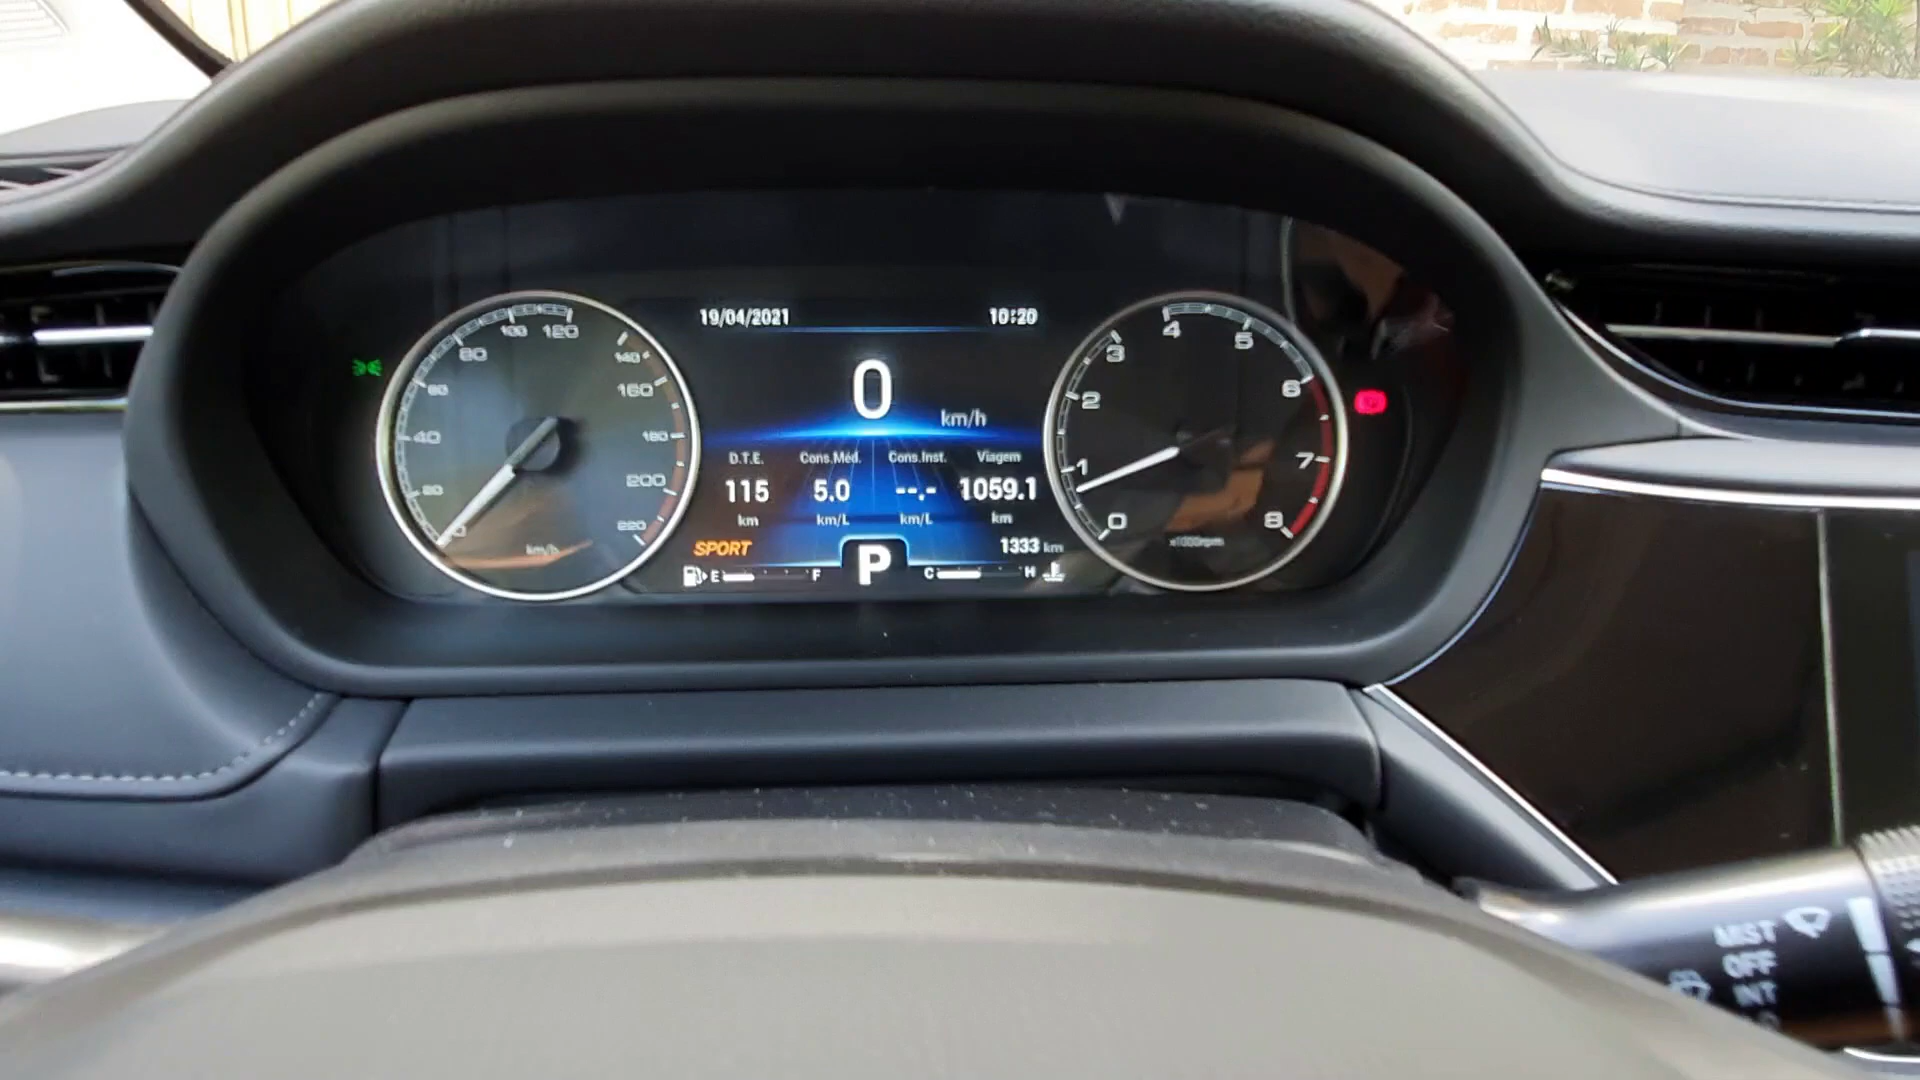 19/04/2021 10:20
0 km/h
D.T.E. Cons.Méd. Cons.Inst. Viagem
115 5.0 --.- 1059.1
km km/L km/L km
SPORT P 1333 km
E F C H
0 20 40 60 80 100 120 140 160 180 200 220
km/h
0 1 2 3 4 5 6 7 8
x1000rpm
MIST
OFF
INT